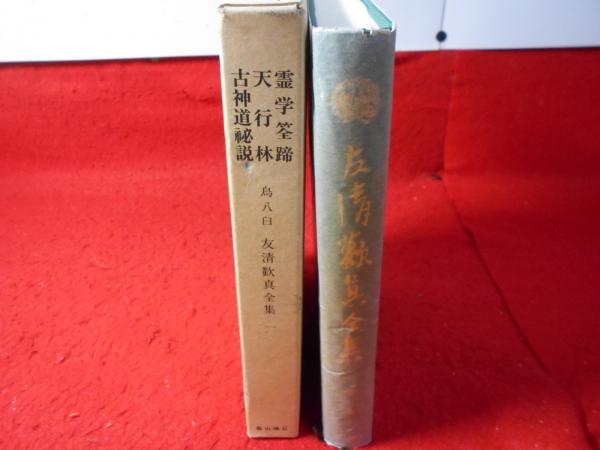 霊学筌蹄
天行林
古神道秘説
烏八臼 友清歓真全集 一
友清歓真全集